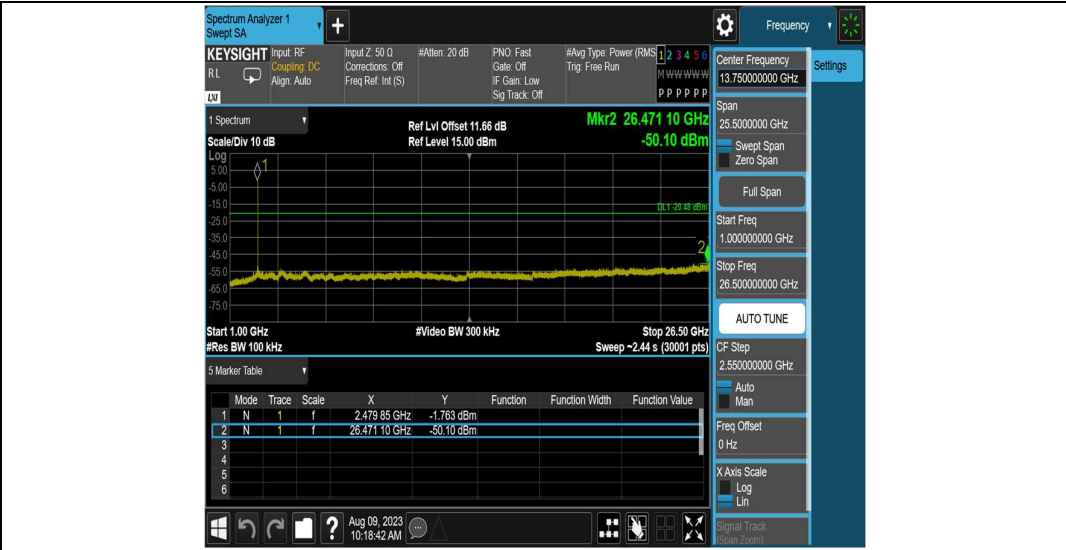 Spectrum Analyzer 1
Swept SA
+
Frequency
KEYSIGHT
RL
LXI
Input: RF
Coupling: DC
Align: Auto
Input Z: 50 Ω
Corrections: Off
Freq Ref: Int (S)
#Atten: 20 dB
PNO: Fast
Gate: Off
IF Gain: Low
Sig Track: Off
#Avg Type: Power (RMS
Trig: Free Run
1 2 3 4 5 6
M W W W W W
P P P P P P
1 Spectrum
Scale/Div 10 dB
Ref Lvl Offset 11.66 dB
Ref Level 15.00 dBm
Mkr2 26.471 10 GHz
-50.10 dBm
Log
5.00
-5.00
-15.0
-25.0
-35.0
-45.0
-55.0
-65.0
-75.0
1
DL1 -20.48 dBm
2
Start 1.00 GHz
#Res BW 100 kHz
#Video BW 300 kHz
Stop 26.50 GHz
Sweep ~2.44 s (30001 pts)
5 Marker Table
Mode Trace Scale X Y Function Function Width Function Value
1 N 1 f 2.479 85 GHz -1.763 dBm
2 N 1 f 26.471 10 GHz -50.10 dBm
3
4
5
6
?
Aug 09, 2023
10:18:42 AM
Center Frequency
13.750000000 GHz
Settings
Span
25.5000000 GHz
Swept Span
Zero Span
Full Span
Start Freq
1.000000000 GHz
Stop Freq
26.500000000 GHz
AUTO TUNE
CF Step
2.550000000 GHz
Auto
Man
Freq Offset
0 Hz
X Axis Scale
Log
Lin
Signal Track
(Span Zoom)